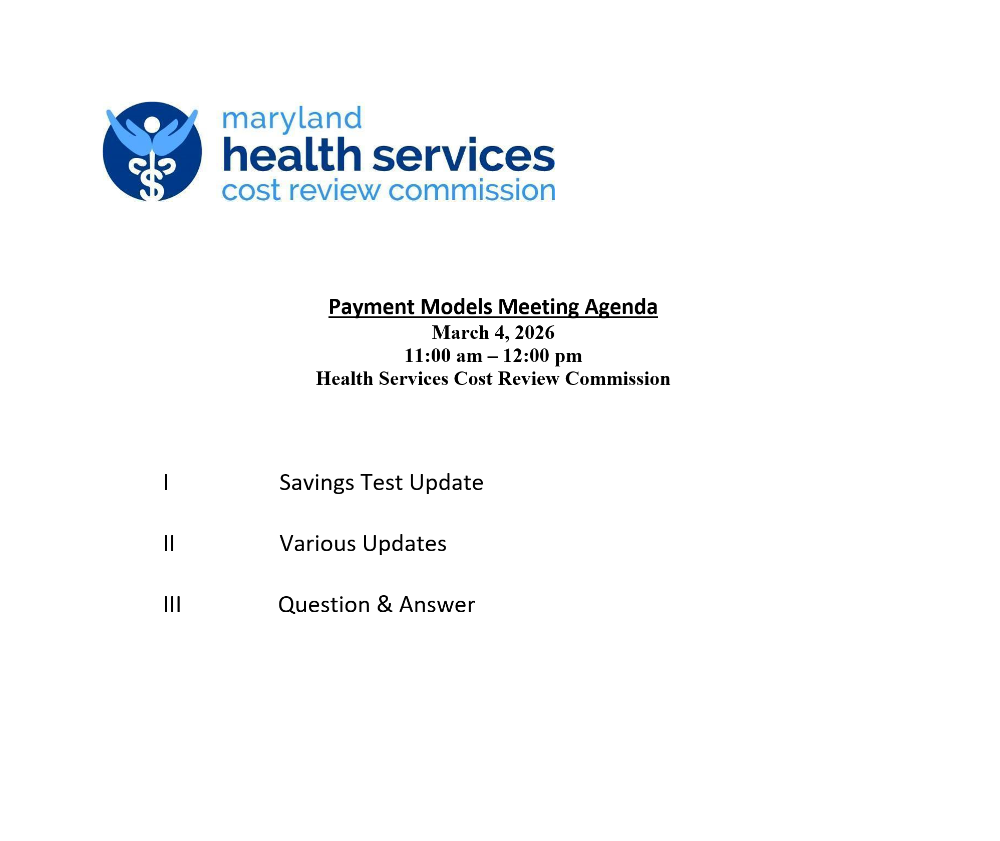 maryland
health services
cost review commission
Payment Models Meeting Agenda
March 4, 2026
11:00 am – 12:00 pm
Health Services Cost Review Commission
I Savings Test Update
II Various Updates
III Question & Answer